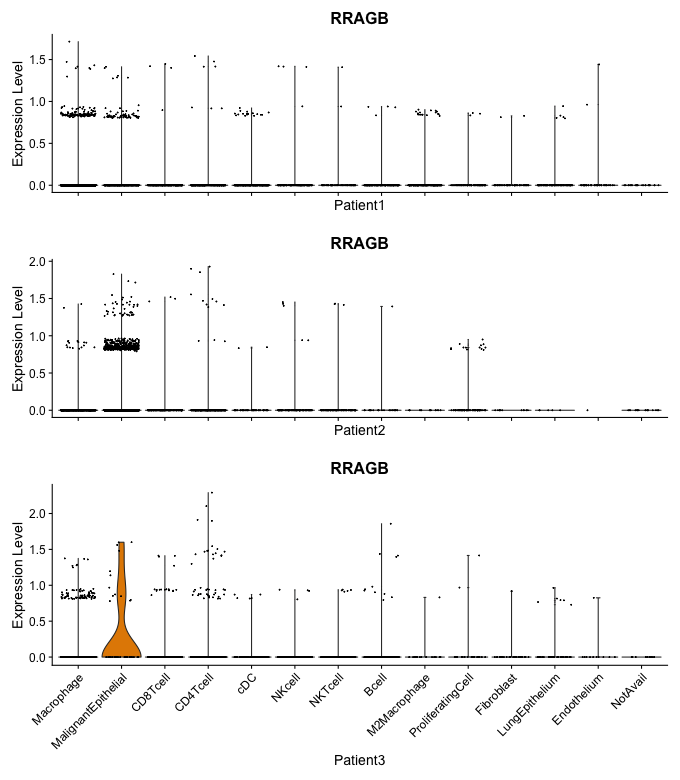 RRAGB
Expression Level
1.5
1.0
0.5
0.0
Patient1
RRAGB
Expression Level
2.0
1.5
1.0
0.5
0.0
Patient2
RRAGB
Expression Level
2.0
1.5
1.0
0.5
0.0
Macrophage
MalignantEpithelial
CD8Tcell
CD4Tcell
cDC
NKcell
NKTcell
Bcell
M2Macrophage
ProliferatingCell
Fibroblast
LungEpithelium
Endothelium
NotAvail
Patient3